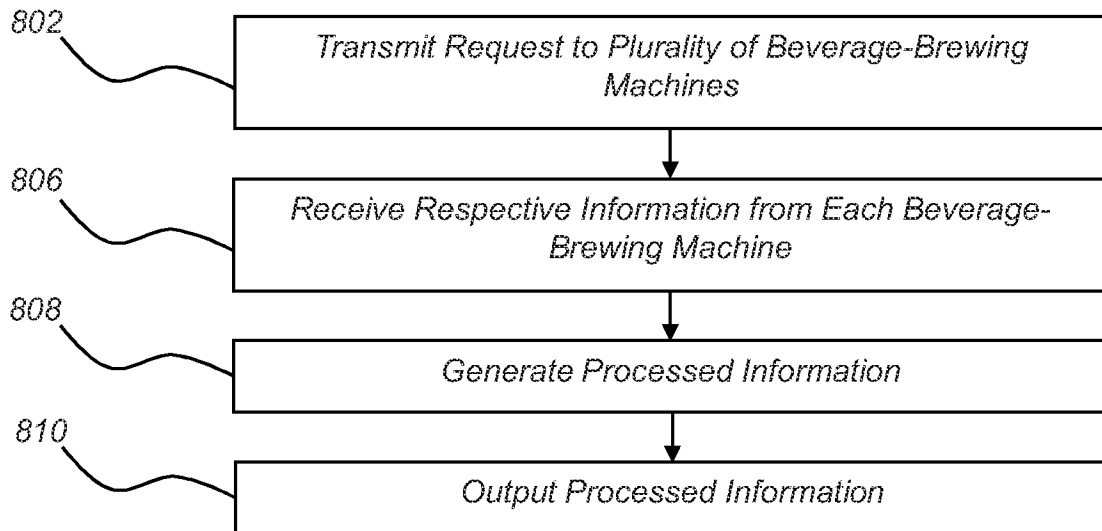 802
Transmit Request to Plurality of Beverage-Brewing
Machines
806
Receive Respective Information from Each Beverage-
Brewing Machine
808
Generate Processed Information
810
Output Processed Information